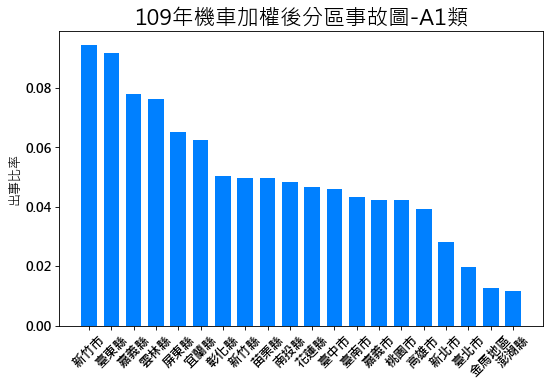 109年機車加權後分區事故圖-A1類
出事比率
0.08
0.06
0.04
0.02
0.00
新竹市
臺東縣
嘉義縣
雲林縣
屏東縣
宜蘭縣
彰化縣
新竹縣
苗栗縣
南投縣
花蓮縣
臺中市
臺南市
嘉義市
桃園市
高雄市
新北市
臺北市
金馬地區
澎湖縣